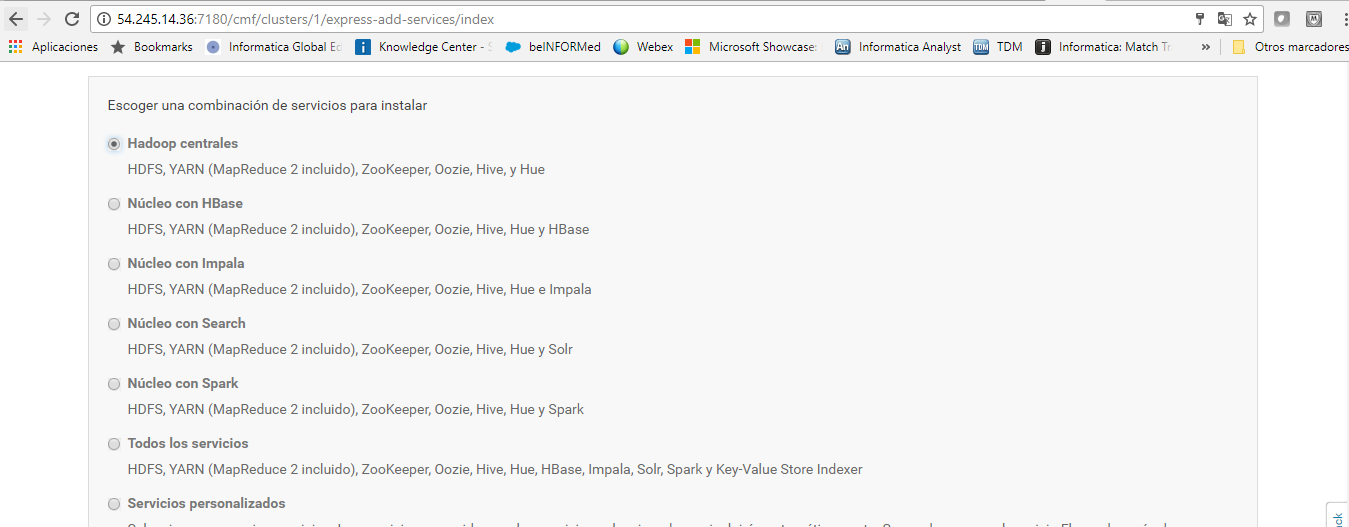 54.245.14.36:7180/cmf/clusters/1/express-add-services/index
Aplicaciones Bookmarks Informatica Global Ed Knowledge Center - S beINFORMed Webex Microsoft Showcase: Informatica Analyst TDM Informatica: Match Tr » Otros marcadores
Escoger una combinación de servicios para instalar
Hadoop centrales
HDFS, YARN (MapReduce 2 incluido), ZooKeeper, Oozie, Hive, y Hue
Núcleo con HBase
HDFS, YARN (MapReduce 2 incluido), ZooKeeper, Oozie, Hive, Hue y HBase
Núcleo con Impala
HDFS, YARN (MapReduce 2 incluido), ZooKeeper, Oozie, Hive, Hue e Impala
Núcleo con Search
HDFS, YARN (MapReduce 2 incluido), ZooKeeper, Oozie, Hive, Hue y Solr
Núcleo con Spark
HDFS, YARN (MapReduce 2 incluido), ZooKeeper, Oozie, Hive, Hue y Spark
Todos los servicios
HDFS, YARN (MapReduce 2 incluido), ZooKeeper, Oozie, Hive, Hue, HBase, Impala, Solr, Spark y Key-Value Store Indexer
Servicios personalizados